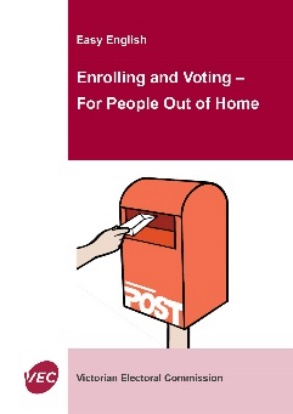 Easy English
Enrolling and Voting –
For People Out of Home
POST
VEC
Victorian Electoral Commission